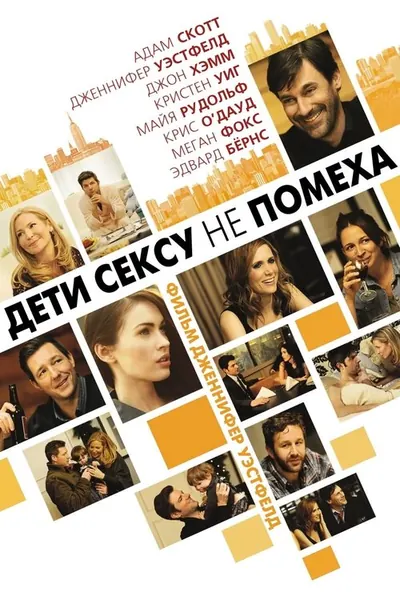 АДАМ СКОТТ
ДЖЕННИФЕР УЭСТФЕЛД
ДЖОН ХЭММ
КРИСТЕН УИГ
МАЙЯ РУДОЛЬФ
КРИС О'ДАУД
МЕГАН ФОКС
ЭДВАРД БЁРНС
ДЕТИ СЕКСУ НЕ ПОМЕХА
ФИЛЬМ ДЖЕННИФЕР УЭСТФЕЛД